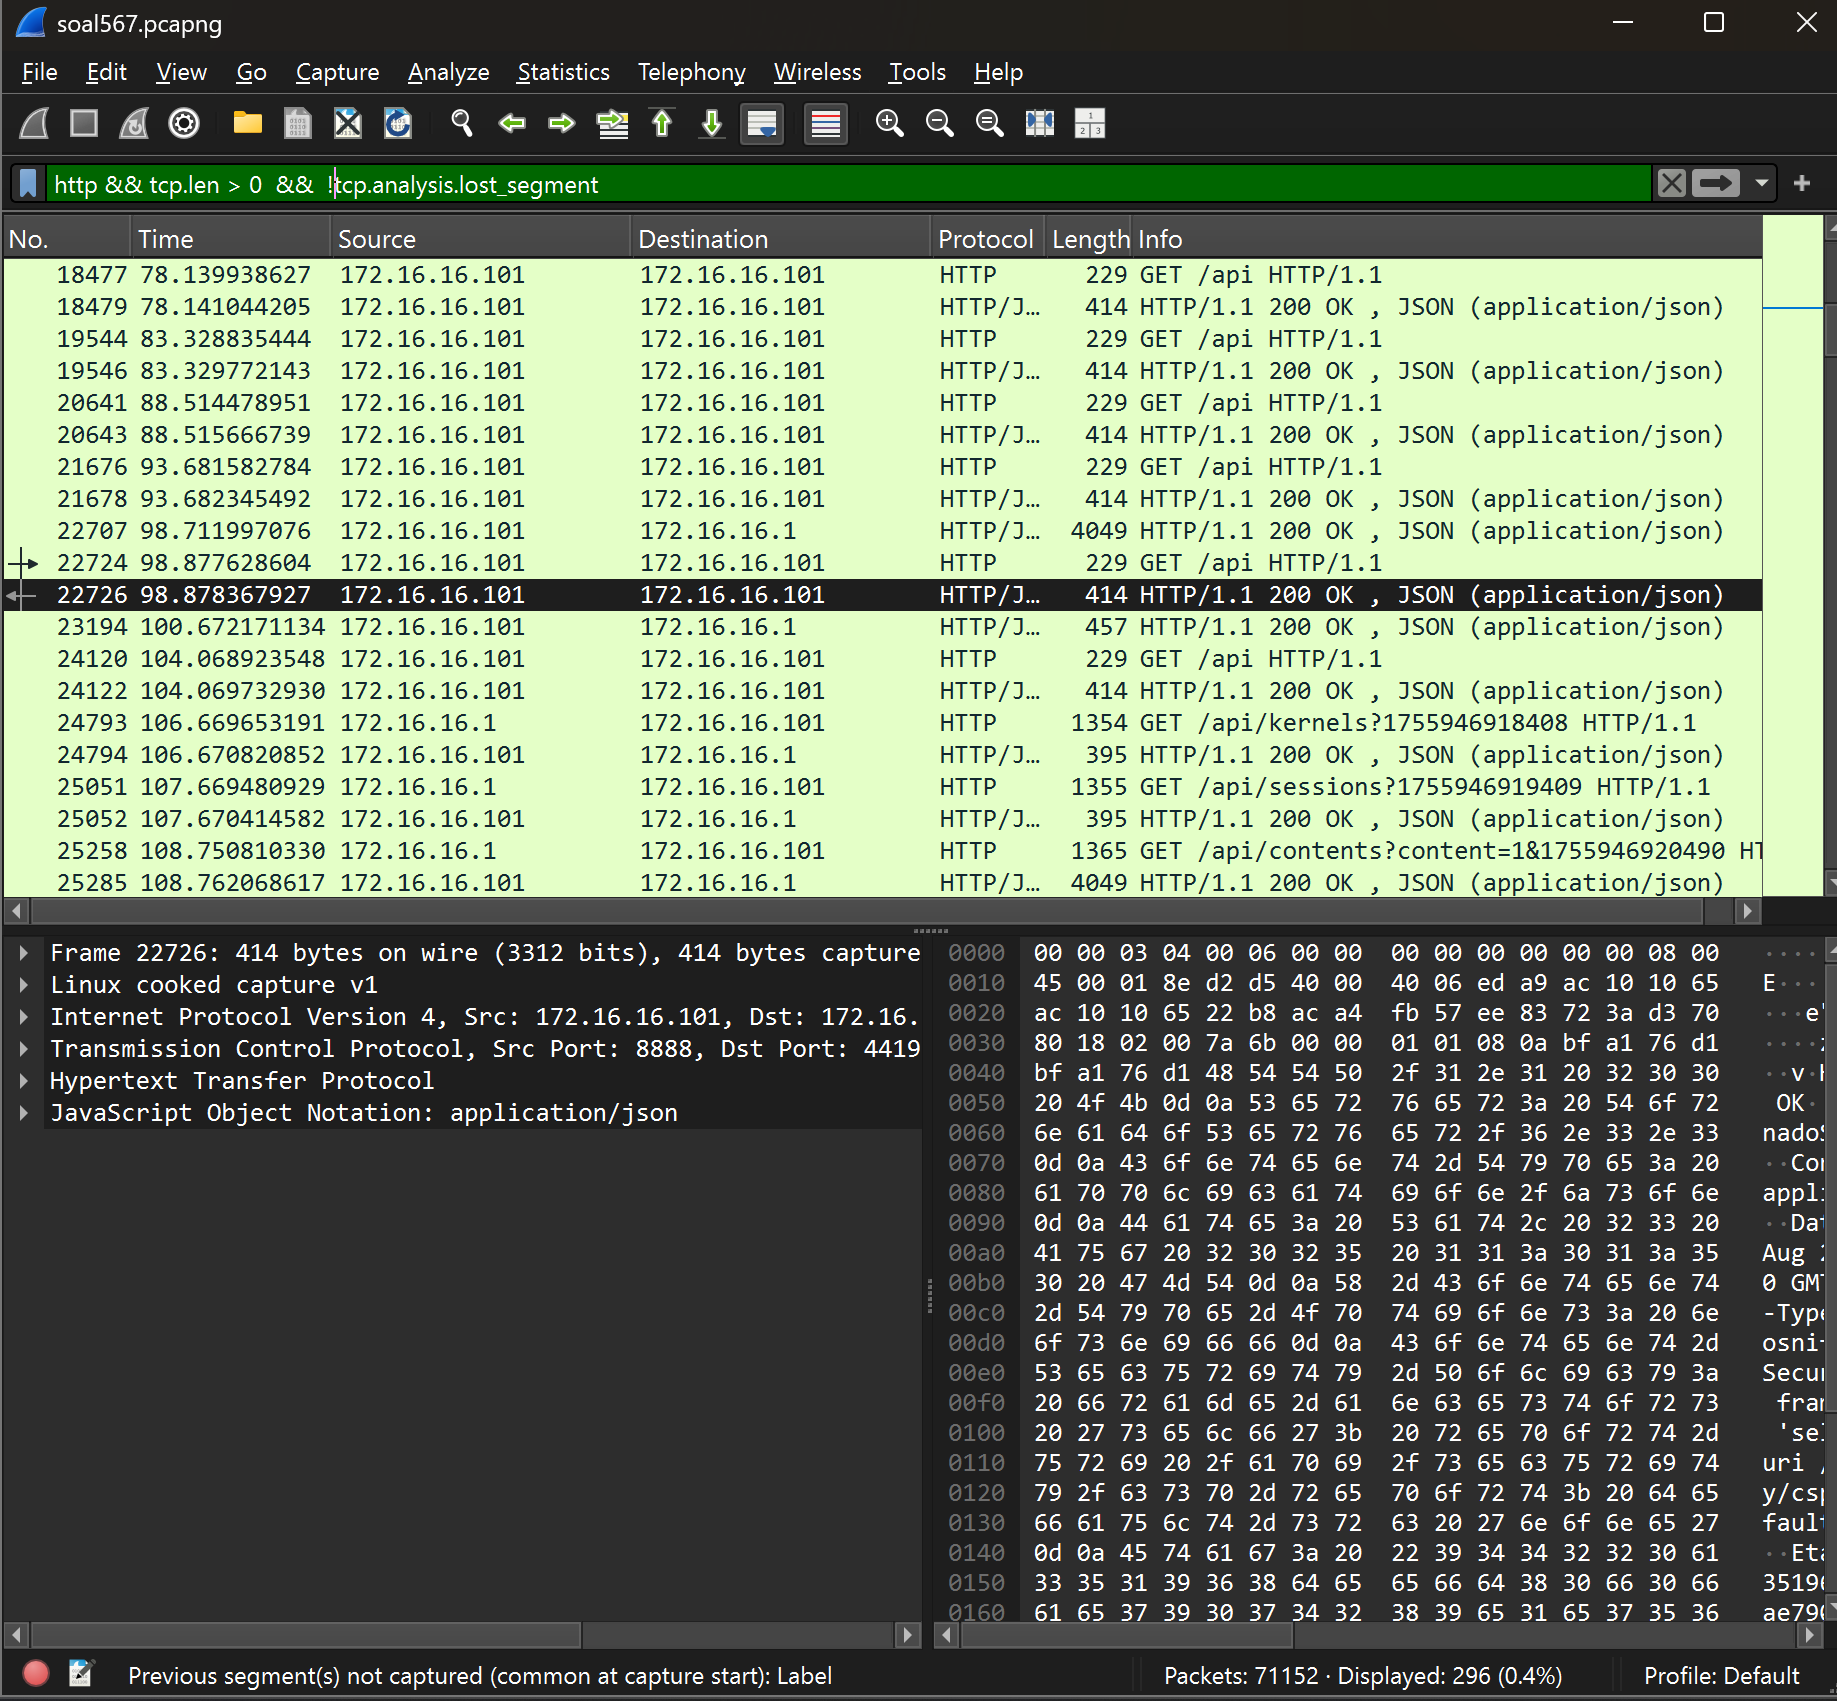 soal567.pcapng
File Edit View Go Capture Analyze Statistics Telephony Wireless Tools Help
http && tcp.len > 0  && !tcp.analysis.lost_segment
No. Time Source Destination Protocol Length Info
18477 78.139938627 172.16.16.101 172.16.16.101 HTTP 229 GET /api HTTP/1.1
18479 78.141044205 172.16.16.101 172.16.16.101 HTTP/J… 414 HTTP/1.1 200 OK , JSON (application/json)
19544 83.328835444 172.16.16.101 172.16.16.101 HTTP 229 GET /api HTTP/1.1
19546 83.329772143 172.16.16.101 172.16.16.101 HTTP/J… 414 HTTP/1.1 200 OK , JSON (application/json)
20641 88.514478951 172.16.16.101 172.16.16.101 HTTP 229 GET /api HTTP/1.1
20643 88.515666739 172.16.16.101 172.16.16.101 HTTP/J… 414 HTTP/1.1 200 OK , JSON (application/json)
21676 93.681582784 172.16.16.101 172.16.16.101 HTTP 229 GET /api HTTP/1.1
21678 93.682345492 172.16.16.101 172.16.16.101 HTTP/J… 414 HTTP/1.1 200 OK , JSON (application/json)
22707 98.711997076 172.16.16.101 172.16.16.1 HTTP/J… 4049 HTTP/1.1 200 OK , JSON (application/json)
22724 98.877628604 172.16.16.101 172.16.16.101 HTTP 229 GET /api HTTP/1.1
22726 98.878367927 172.16.16.101 172.16.16.101 HTTP/J… 414 HTTP/1.1 200 OK , JSON (application/json)
23194 100.672171134 172.16.16.101 172.16.16.1 HTTP/J… 457 HTTP/1.1 200 OK , JSON (application/json)
24120 104.068923548 172.16.16.101 172.16.16.101 HTTP 229 GET /api HTTP/1.1
24122 104.069732930 172.16.16.101 172.16.16.101 HTTP/J… 414 HTTP/1.1 200 OK , JSON (application/json)
24793 106.669653191 172.16.16.1 172.16.16.101 HTTP 1354 GET /api/kernels?1755946918408 HTTP/1.1
24794 106.670820852 172.16.16.101 172.16.16.1 HTTP/J… 395 HTTP/1.1 200 OK , JSON (application/json)
25051 107.669480929 172.16.16.1 172.16.16.101 HTTP 1355 GET /api/sessions?1755946919409 HTTP/1.1
25052 107.670414582 172.16.16.101 172.16.16.1 HTTP/J… 395 HTTP/1.1 200 OK , JSON (application/json)
25258 108.750810330 172.16.16.1 172.16.16.101 HTTP 1365 GET /api/contents?content=1&1755946920490 HT
25285 108.762068617 172.16.16.101 172.16.16.1 HTTP/J… 4049 HTTP/1.1 200 OK , JSON (application/json)
Frame 22726: 414 bytes on wire (3312 bits), 414 bytes capture
Linux cooked capture v1
Internet Protocol Version 4, Src: 172.16.16.101, Dst: 172.16.
Transmission Control Protocol, Src Port: 8888, Dst Port: 4419
Hypertext Transfer Protocol
JavaScript Object Notation: application/json
0000 00 00 03 04 00 06 00 00 00 00 00 00 00 00 08 00 ····
0010 45 00 01 8e d2 d5 40 00 40 06 ed a9 ac 10 10 65 E···
0020 ac 10 10 65 22 b8 ac a4 fb 57 ee 83 72 3a d3 70 ···e"
0030 80 18 02 00 7a 6b 00 00 01 01 08 0a bf a1 76 d1 ····z
0040 bf a1 76 d1 48 54 54 50 2f 31 2e 31 20 32 30 30 ··v·H
0050 20 4f 4b 0d 0a 53 65 72 76 65 72 3a 20 54 6f 72 OK·
0060 6e 61 64 6f 53 65 72 76 65 72 2f 36 2e 33 2e 33 nadoS
0070 0d 0a 43 6f 6e 74 65 6e 74 2d 54 79 70 65 3a 20 ··Con
0080 61 70 70 6c 69 63 61 74 69 6f 6e 2f 6a 73 6f 6e appli
0090 0d 0a 44 61 74 65 3a 20 53 61 74 2c 20 32 33 20 ··Dat
00a0 41 75 67 20 32 30 32 35 20 31 31 3a 30 31 3a 35 Aug 2
00b0 30 20 47 4d 54 0d 0a 58 2d 43 6f 6e 74 65 6e 74 0 GMT
00c0 2d 54 79 70 65 2d 4f 70 74 69 6f 6e 73 3a 20 6e -Type
00d0 6f 73 6e 69 66 66 0d 0a 43 6f 6e 74 65 6e 74 2d osnif
00e0 53 65 63 75 72 69 74 79 2d 50 6f 6c 69 63 79 3a Secur
00f0 20 66 72 61 6d 65 2d 61 6e 63 65 73 74 6f 72 73 fram
0100 20 27 73 65 6c 66 27 3b 20 72 65 70 6f 72 74 2d 'sel
0110 75 72 69 20 2f 61 70 69 2f 73 65 63 75 72 69 74 uri /
0120 79 2f 63 73 70 2d 72 65 70 6f 72 74 3b 20 64 65 y/csp
0130 66 61 75 6c 74 2d 73 72 63 20 27 6e 6f 6e 65 27 fault
0140 0d 0a 45 74 61 67 3a 20 22 39 34 34 32 32 30 61 ··Eta
0150 33 35 31 39 36 38 64 65 65 66 64 38 30 66 30 66 35196
0160 61 65 37 39 30 37 34 32 38 39 65 31 65 37 35 36 ae790
Previous segment(s) not captured (common at capture start): Label
Packets: 71152 · Displayed: 296 (0.4%)
Profile: Default